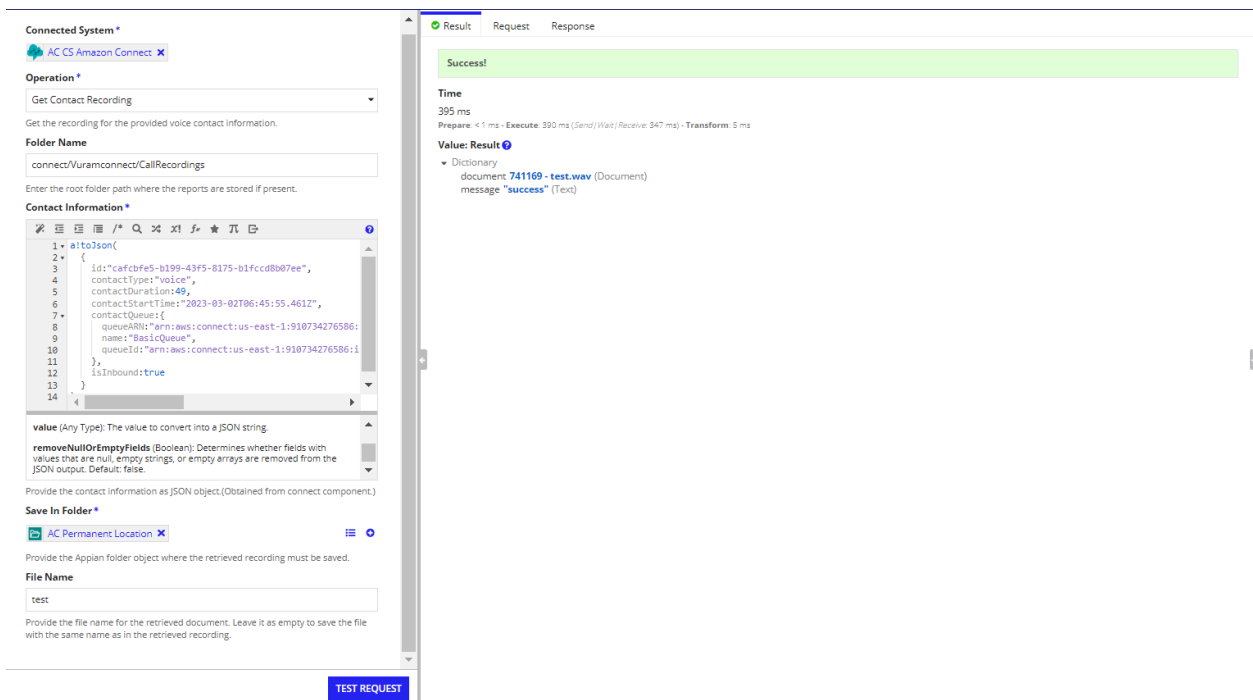 Connected System *
AC CS Amazon Connect ×
Operation *
Get Contact Recording
Get the recording for the provided voice contact information.
Folder Name
connect/Vuramconnect/CallRecordings
Enter the root folder path where the reports are stored if present.
Contact Information *
1 a!toJson(
2 {
3 id:"cafcbfe5-b199-43f5-8175-b1fccd8b07ee",
4 contactType:"voice",
5 contactDuration:49,
6 contactStartTime:"2023-03-02T06:45:55.461Z",
7 contactQueue:{
8 queueARN:"arn:aws:connect:us-east-1:910734276586:
9 name:"BasicQueue",
10 queueId:"arn:aws:connect:us-east-1:910734276586:i
11 },
12 isInbound:true
13 }
14
value (Any Type): The value to convert into a JSON string.
removeNullOrEmptyFields (Boolean): Determines whether fields with
values that are null, empty strings, or empty arrays are removed from the
JSON output. Default: false.
Provide the contact information as JSON object.(Obtained from connect component.)
Save In Folder *
AC Permanent Location ×
Provide the Appian folder object where the retrieved recording must be saved.
File Name
test
Provide the file name for the retrieved document. Leave it as empty to save the file
with the same name as in the retrieved recording.
TEST REQUEST
Result Request Response
Success!
Time
395 ms
Prepare: < 1 ms - Execute: 390 ms (Send | Wait | Receive: 347 ms) - Transform: 5 ms
Value: Result
Dictionary
document 741169 - test.wav (Document)
message "success" (Text)